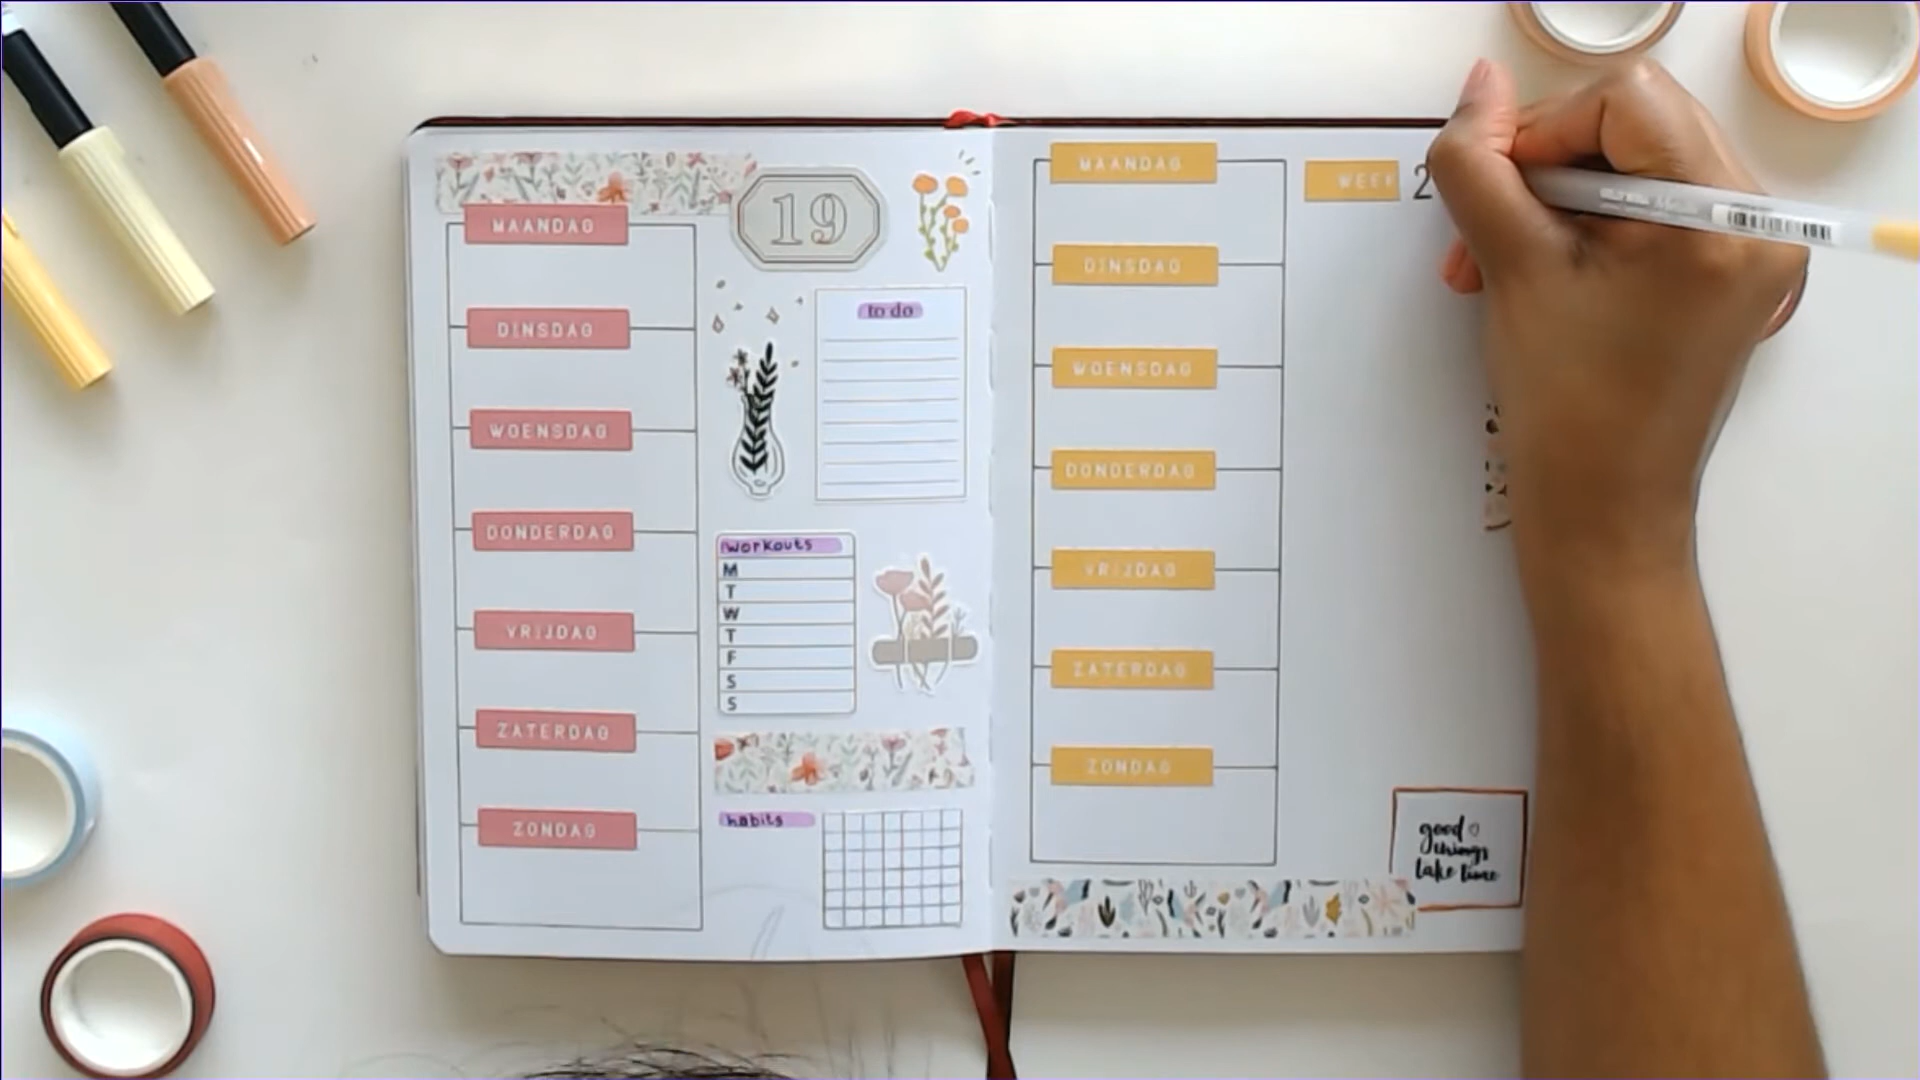 19
MAANDAG
DINSDAG
WOENSDAG
DONDERDAG
VRIJDAG
ZATERDAG
ZONDAG
to do
workouts
M
T
W
T
F
S
S
habits
MAANDAG
DINSDAG
WOENSDAG
DONDERDAG
VRIJDAG
ZATERDAG
ZONDAG
WEEK 2
good
things
take time